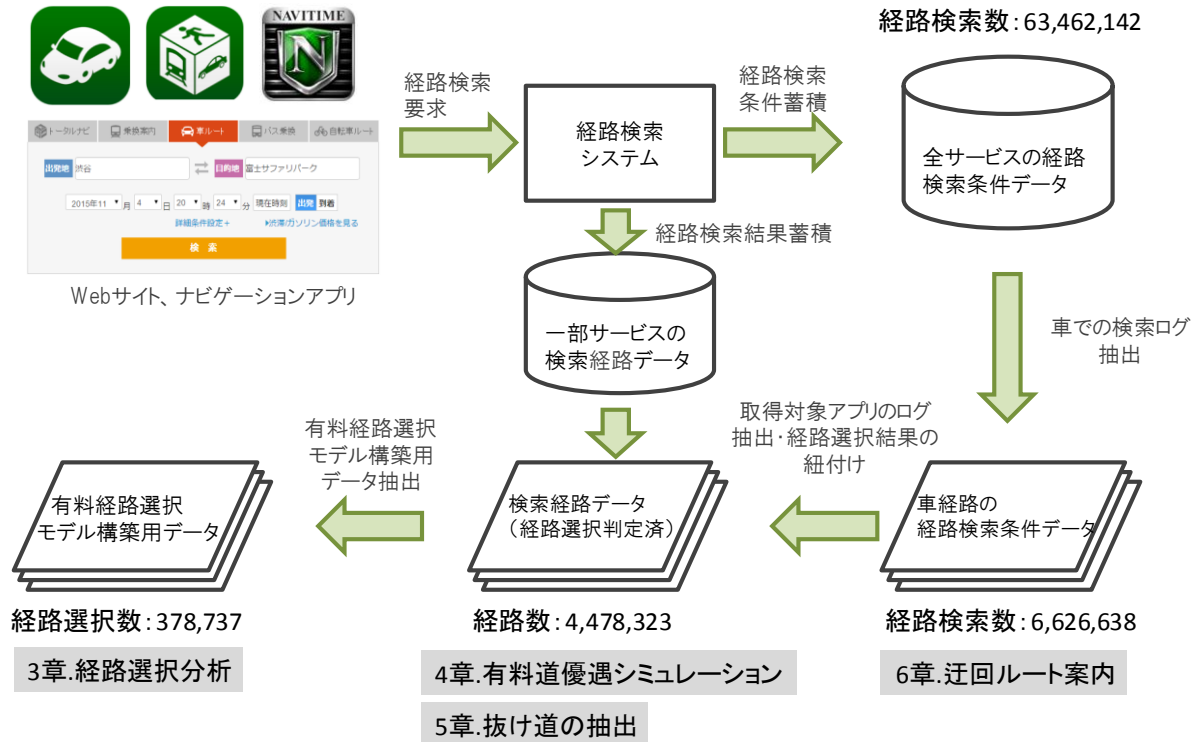 NAVITIME
N
トータルナビ 乗換案内 車ルート バス乗換 自転車ルート
出発地 渋谷 目的地 富士サファリパーク
2015年11 月 4 日 20 時 24 分 現在時刻 出発 到着
詳細条件設定+ 渋滞/ガソリン価格を見る
検 索
Webサイト、ナビゲーションアプリ
経路検索
要求
経路検索
システム
経路検索
条件蓄積
経路検索数:63,462,142
全サービスの経路
検索条件データ
経路検索結果蓄積
一部サービスの
検索経路データ
車での検索ログ
抽出
取得対象アプリのログ
抽出・経路選択結果の
紐付け
有料経路選択
モデル構築用
データ抽出
有料経路選択
モデル構築用データ
検索経路データ
(経路選択判定済)
車経路の
経路検索条件データ
経路選択数:378,737
経路数:4,478,323
経路検索数:6,626,638
3章.経路選択分析
4章.有料道優遇シミュレーション
6章.迂回ルート案内
5章.抜け道の抽出